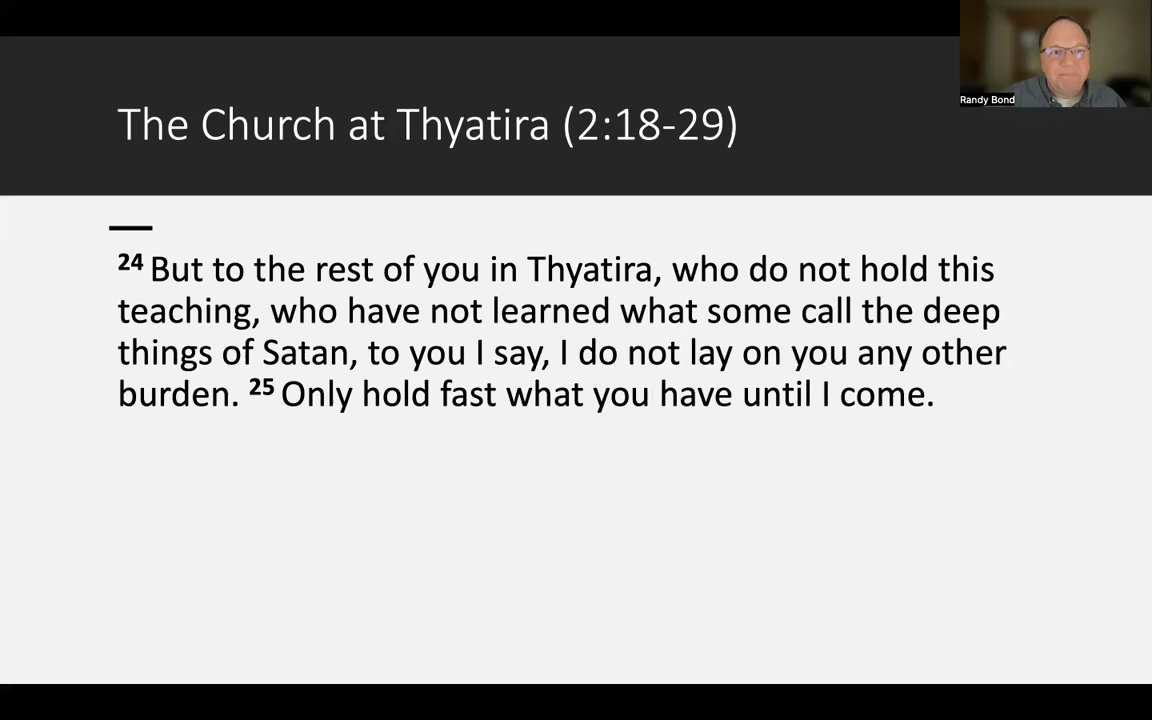 Randy Bond
The Church at Thyatira (2:18-29)
24 But to the rest of you in Thyatira, who do not hold this
teaching, who have not learned what some call the deep
things of Satan, to you I say, I do not lay on you any other
burden. 25 Only hold fast what you have until I come.